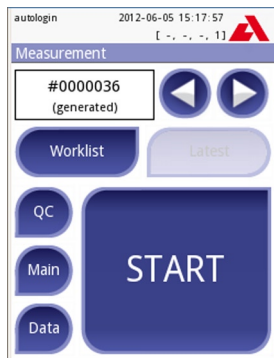 autologin 2012-06-05 15:17:57
[ -, -, -, 1]
Measurement
#0000036
(generated)
Worklist Latest
QC
Main START
Data